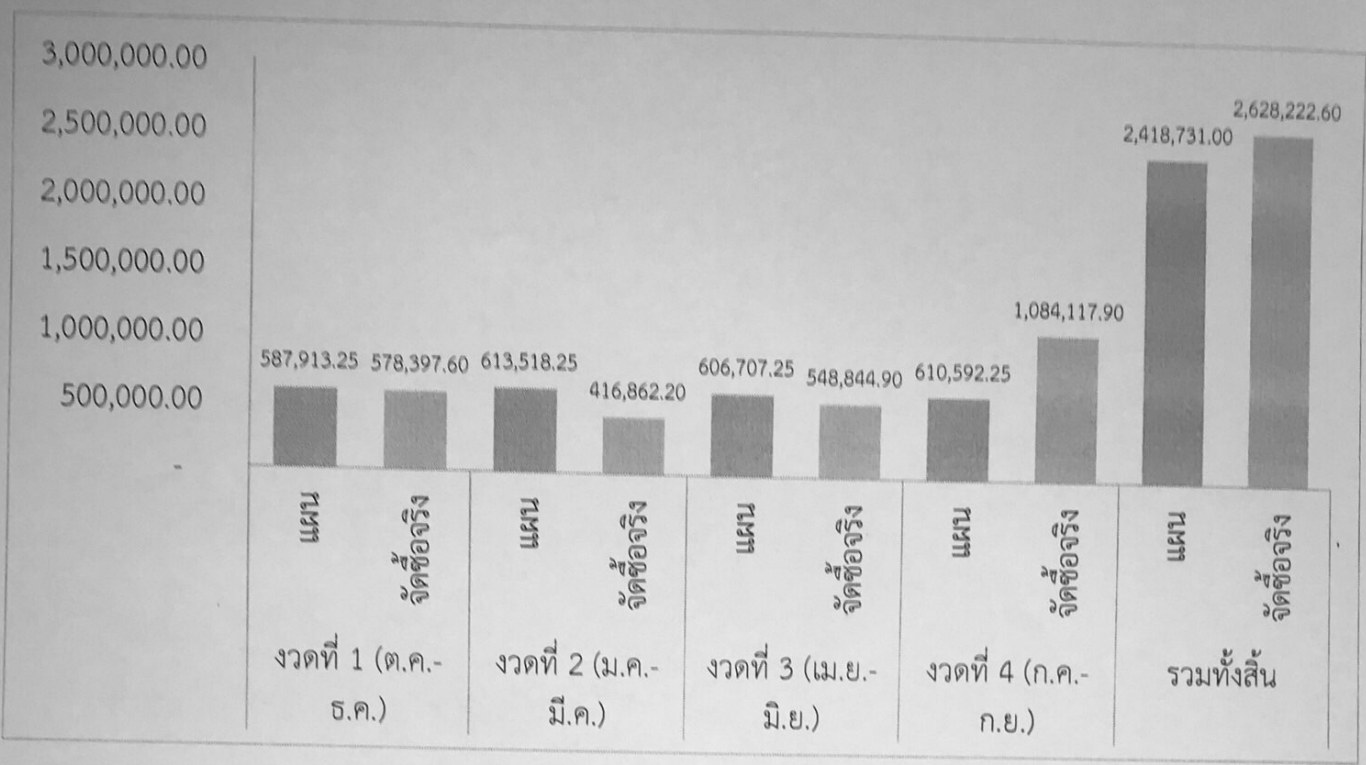 3,000,000.00
2,500,000.00
2,000,000.00
1,500,000.00
1,000,000.00
500,000.00
-
587,913.25
578,397.60
613,518.25
416,862.20
606,707.25
548,844.90
610,592.25
1,084,117.90
2,418,731.00
2,628,222.60
แผน
จัดซื้อจริง
แผน
จัดซื้อจริง
แผน
จัดซื้อจริง
แผน
จัดซื้อจริง
แผน
จัดซื้อจริง
งวดที่ 1 (ต.ค.-
ธ.ค.)
งวดที่ 2 (ม.ค.-
มี.ค.)
งวดที่ 3 (เม.ย.-
มิ.ย.)
งวดที่ 4 (ก.ค.-
ก.ย.)
รวมทั้งสิ้น